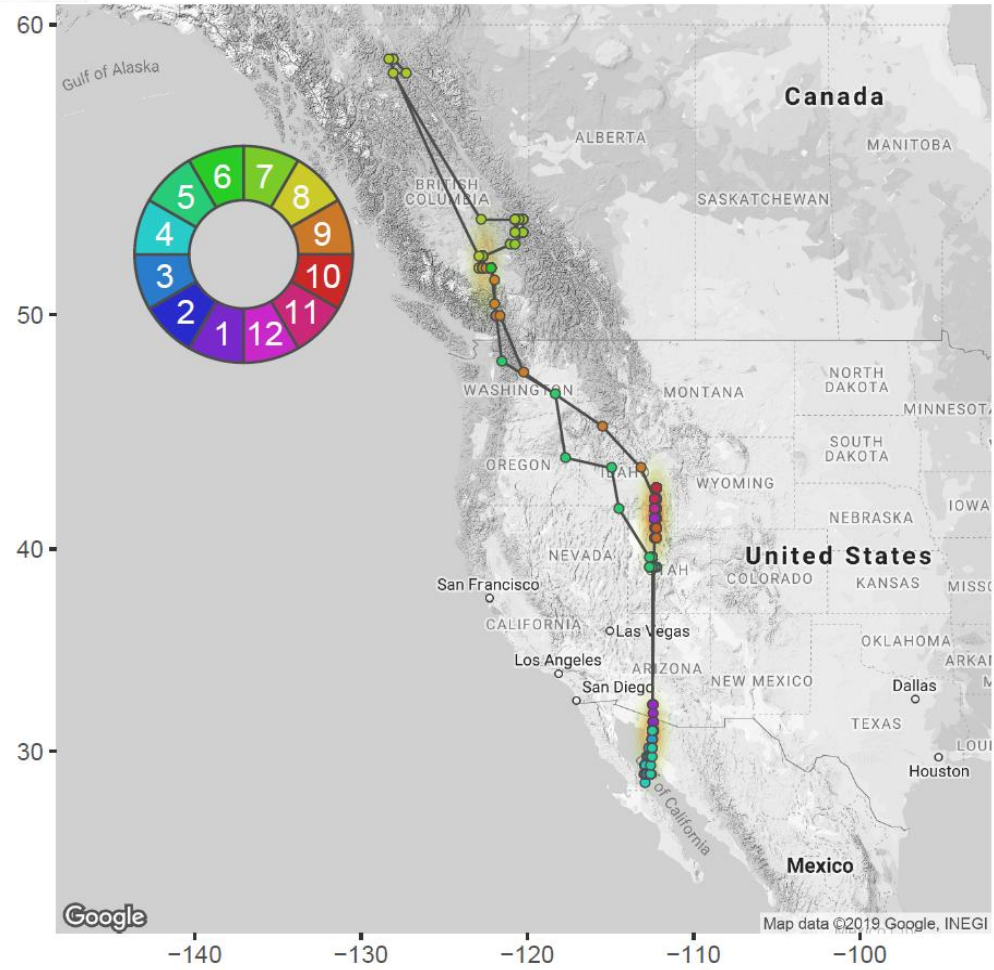 60
50
40
30
−140
−130
−120
−110
−100
Gulf of Alaska
Canada
ALBERTA
MANITOBA
BRITISH
COLUMBIA
SASKATCHEWAN
6
7
5
8
4
9
3
10
2
11
1
12
WASHINGTON
MONTANA
NORTH
DAKOTA
MINNESOTA
SOUTH
DAKOTA
OREGON
IDAHO
WYOMING
IOWA
NEBRASKA
NEVADA
UTAH
United States
COLORADO
KANSAS
MISSO
San Francisco
CALIFORNIA
Las Vegas
OKLAHOMA
Los Angeles
ARIZONA
NEW MEXICO
ARKAN
San Diego
Dallas
TEXAS
LOUI
Houston
of California
Mexico
Google
Map data ©2019 Google, INEGI